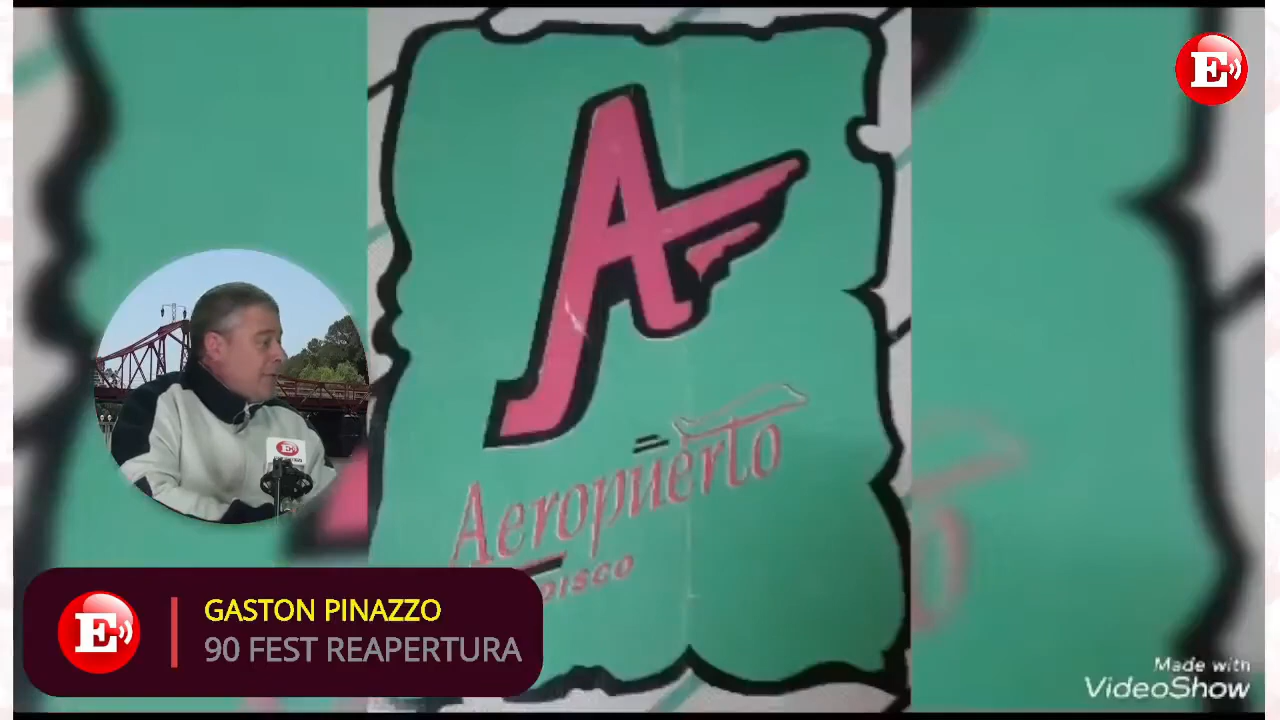 E
A
Aeropuerto
DISCO
E
GASTON PINAZZO
90 FEST REAPERTURA
Made with
VideoShow